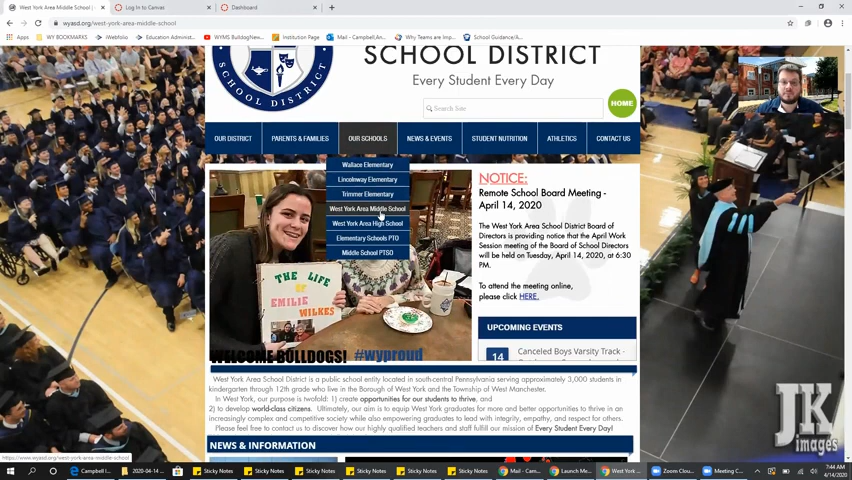 West York Area Middle School |
Log In to Canvas
Dashboard
wyasd.org/west-york-area-middle-school
Apps
WY BOOKMARKS
iWebfolio
Education Admini...
WYMS BulldogNew...
Institution Page
Mail - Campbell,An...
Why Teams are Imp...
School Guidance/A...
SCHOOL DISTRICT
SCHOOL DISTRICT
Every Student Every Day
Search Site
HOME
OUR DISTRICT
PARENTS & FAMILIES
OUR SCHOOLS
NEWS & EVENTS
STUDENT NUTRITION
ATHLETICS
CONTACT US
Wallace Elementary
Lincolnway Elementary
Trimmer Elementary
West York Area Middle School
West York Area High School
Elementary Schools PTO
Middle School PTSO
THE LIFE
OF
EMILIE
WILKES
WELCOME BULLDOGS! #wyproud
NOTICE:
Remote School Board Meeting -
April 14, 2020
The West York Area School District Board of
Directors is providing notice that the April Work
Session meeting of the Board of School Directors
will be held on Tuesday, April 14, 2020, at 6:30
PM.
To attend the meeting online,
please click HERE.
UPCOMING EVENTS
14
Canceled Boys Varsity Track -
West York Area School District is a public school entity located in south-central Pennsylvania serving approximately 3,000 students in
kindergarten through 12th grade who live in the Borough of West York and the Township of West Manchester.
In West York, our purpose is twofold: 1) create opportunities for our students to thrive, and
2) to develop world-class citizens. Ultimately, our aim is to equip West York graduates for more and better opportunities to thrive in an
increasingly complex and competitive society while also empowering graduates to lead with integrity, empathy, and respect for others.
Please feel free to contact us to discover how our highly qualified teachers and staff fulfill our mission of Every Student Every Day!
NEWS & INFORMATION
JK
images
https://www.wyasd.org/west-york-area-middle-school
Campbell I...
2020-04-14 ...
Sticky Notes
Sticky Notes
Sticky Notes
Sticky Notes
Sticky Notes
Sticky Notes
Mail - Cam...
Launch Me...
West York ...
Zoom Clou...
Meeting C...
7:44 AM
4/14/2020